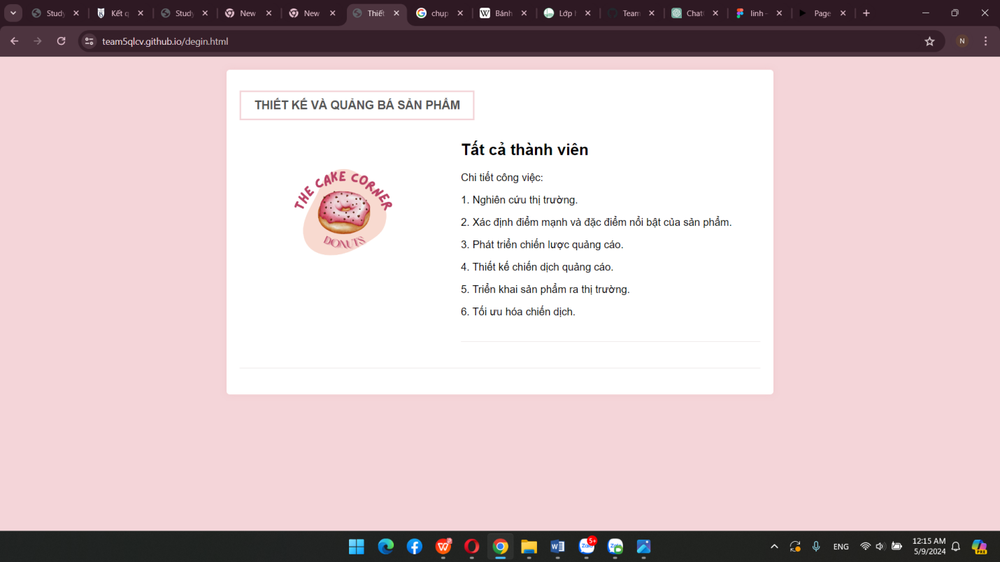 Study
Kết q
Study
New
New
Thiết
chụp
Bánh
Lớp
Team
Chat
linh -
Page
team5qlcv.github.io/degin.html
N
THIẾT KẾ VÀ QUẢNG BÁ SẢN PHẨM
THE CAKE CORNER
DONUTS
Tất cả thành viên
Chi tiết công việc:
1. Nghiên cứu thị trường.
2. Xác định điểm mạnh và đặc điểm nổi bật của sản phẩm.
3. Phát triển chiến lược quảng cáo.
4. Thiết kế chiến dịch quảng cáo.
5. Triển khai sản phẩm ra thị trường.
6. Tối ưu hóa chiến dịch.
5+
ENG
12:15 AM
5/9/2024
PRE